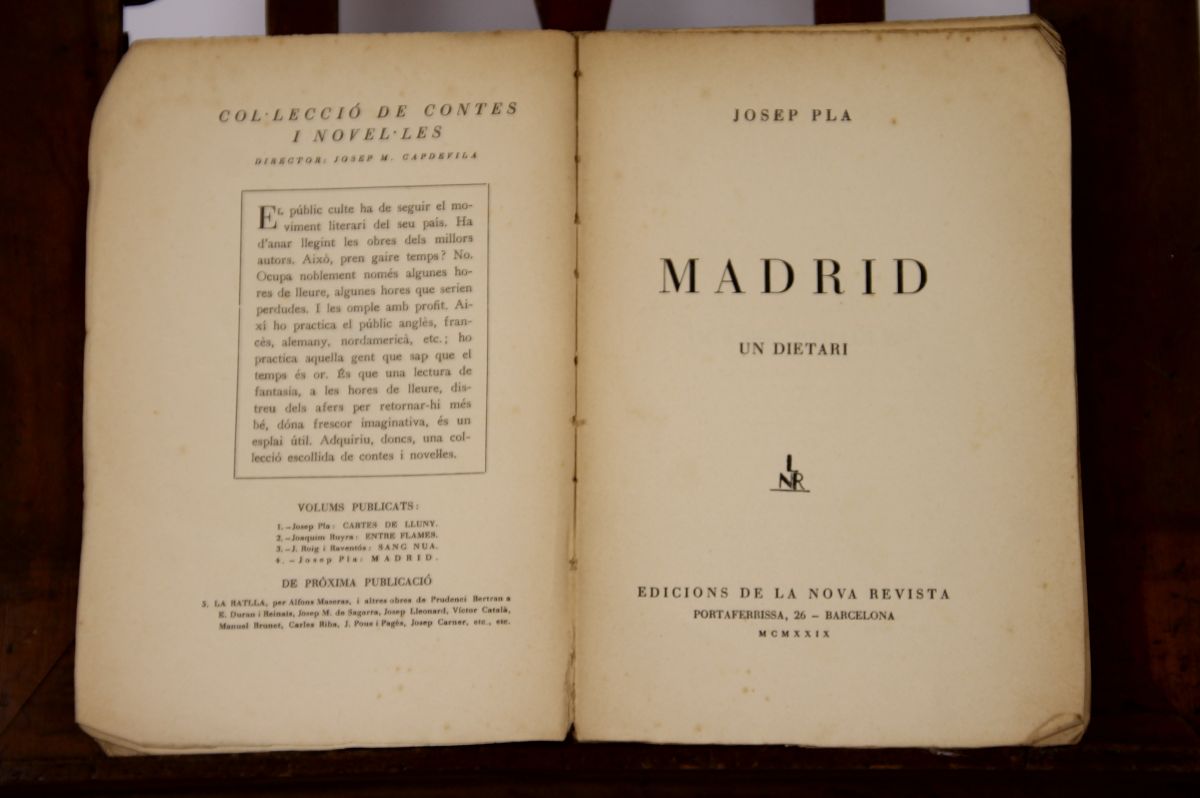 COL·LECCIÓ DE CONTES
I NOVEL·LES
DIRECTOR: JOSEP M. CAPDEVILA
EL públic culte ha de seguir el mo-
viment literari del seu país. Ha
d'anar llegint les obres dels millors
autors. Això, pren gaire temps? No.
Ocupa noblement només algunes ho-
res de lleure, algunes hores que serien
perdudes. I les omple amb profit. Ai-
xí ho practica el públic anglès, fran-
cès, alemany, nordamericà, etc.; ho
practica aquella gent que sap que el
temps és or. És que una lectura de
fantasía, a les hores de lleure, dis-
treu dels afers per retornar-hi més
bé, dóna frescor imaginativa, és un
esplai útil. Adquiriu, doncs, una col-
lecció escollida de contes i novel·les.
VOLUMS PUBLICATS:
1.-Josep Pla: CARTES DE LLUNY.
2.-Joaquim Ruyra: ENTRE FLAMES.
3.-J. Roig i Raventós: SANG NUA.
4.-Josep Pla: MADRID.
DE PRÓXIMA PUBLICACIÓ
5. LA BATLLA, per Alfons Maseras, i altres obres de Prudenci Bertran a
E. Duran i Reinals, Josep M. de Sagarra, Josep Lleonard, Víctor Català,
Manuel Brunet, Carles Riba, J. Pous i Pagès, Josep Carner, etc., etc.
JOSEP PLA
MADRID
UN DIETARI
LNR
EDICIONS DE LA NOVA REVISTA
PORTAFERRISSA, 26 – BARCELONA
MCMXXIX